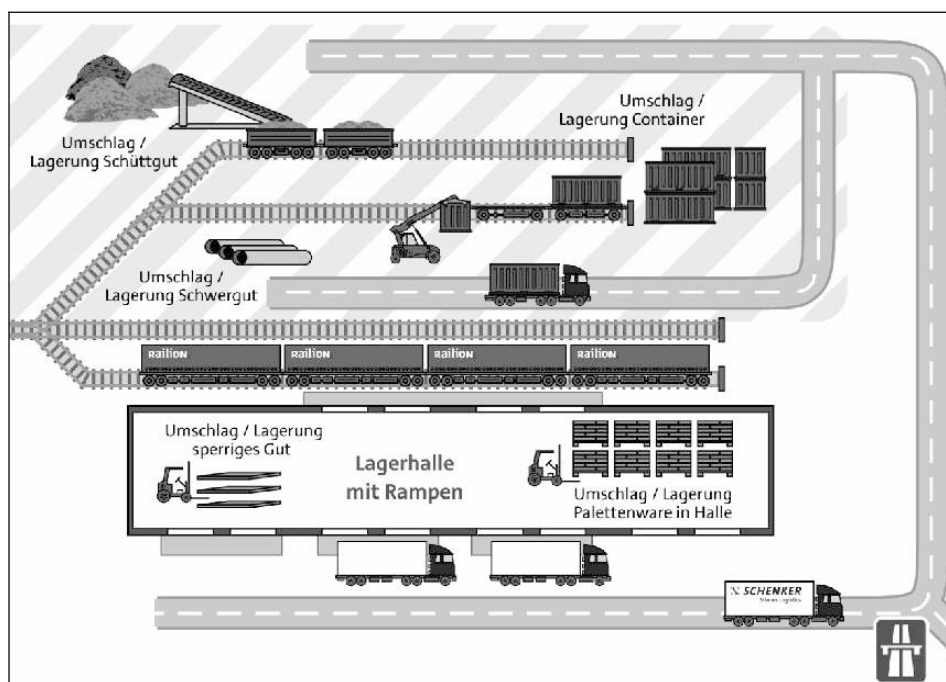 Umschlag /
Lagerung Schüttgut
Umschlag /
Lagerung Container
Umschlag /
Lagerung Schwergut
RAILION
RAILION
RAILION
RAILION
Umschlag / Lagerung
sperriges Gut
Lagerhalle
mit Rampen
Umschlag / Lagerung
Palettenware in Halle
SCHENKER